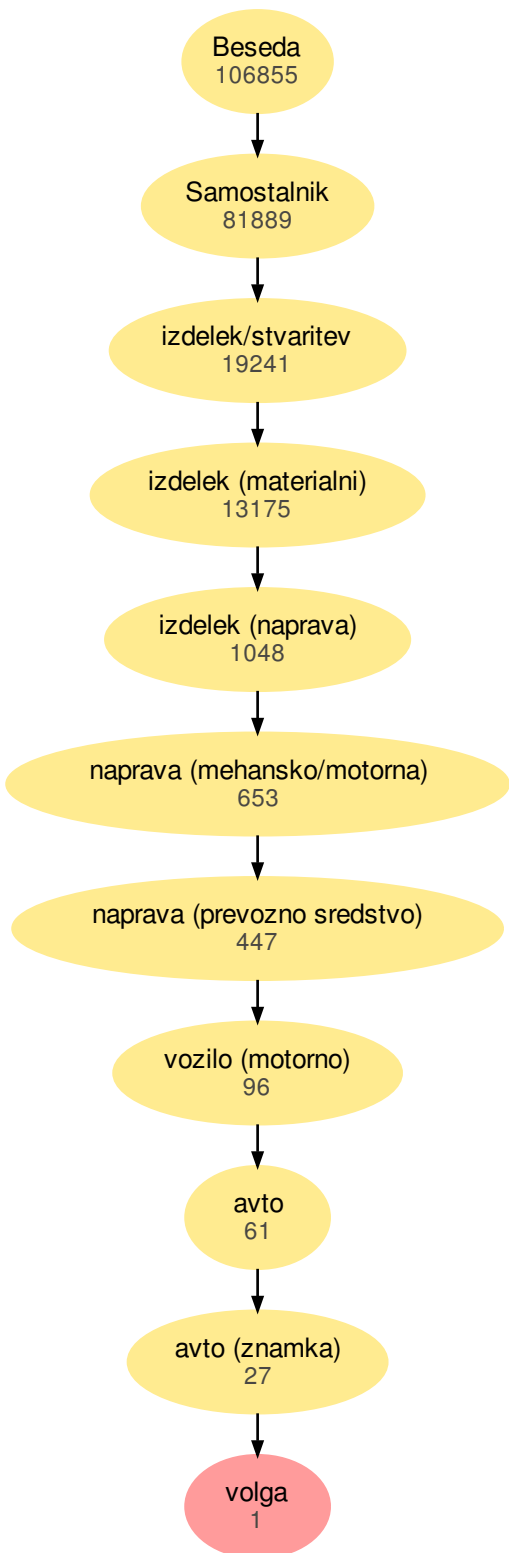 Beseda
106855
Samostalnik
81889
izdelek/stvaritev
19241
izdelek (materialni)
13175
izdelek (naprava)
1048
naprava (mehansko/motorna)
653
naprava (prevozno sredstvo)
447
vozilo (motorno)
96
avto
61
avto (znamka)
27
volga
1